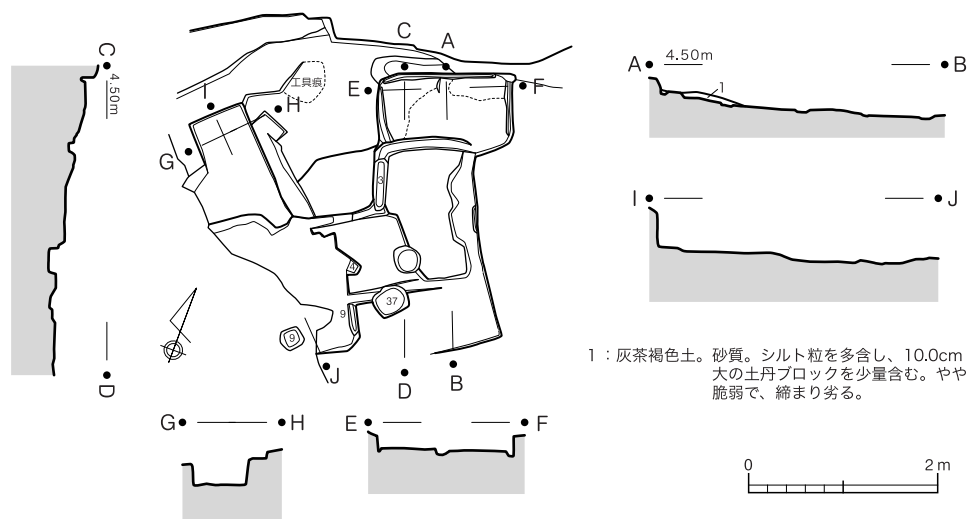 C
4.50m
D
C
A
E
F
I
H
G
工具痕
3
37
9
9
J
D
B
A
4.50m
B
1
I
J
1：灰茶褐色土。砂質。シルト粒を多含し、10.0cm
大の土丹ブロックを少量含む。やや
脆弱で、締まり劣る。
G
H
E
F
0
2 m